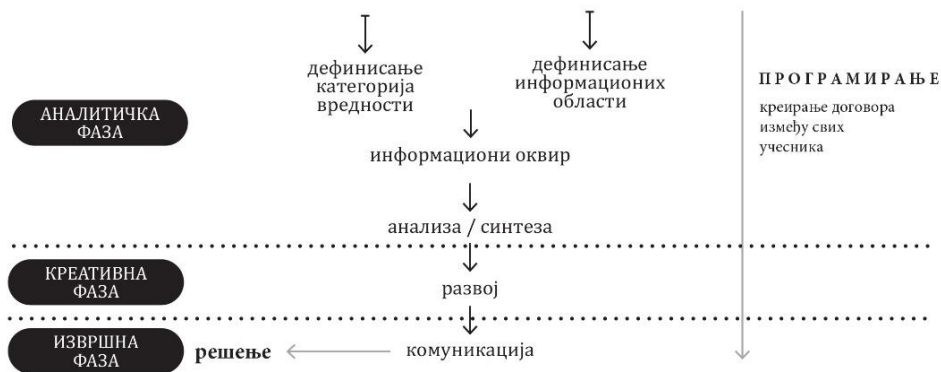 дефинисање
категорија
вредности
дефинисање
информационих
области
ПРОГРАМИРАЊЕ
креирање договора
између свих
учесника
АНАЛИТИЧКА
ФАЗА
информациони оквир
анализа / синтеза
КРЕАТИВНА
ФАЗА
развој
ИЗВРШНА
ФАЗА
решење
комуникација